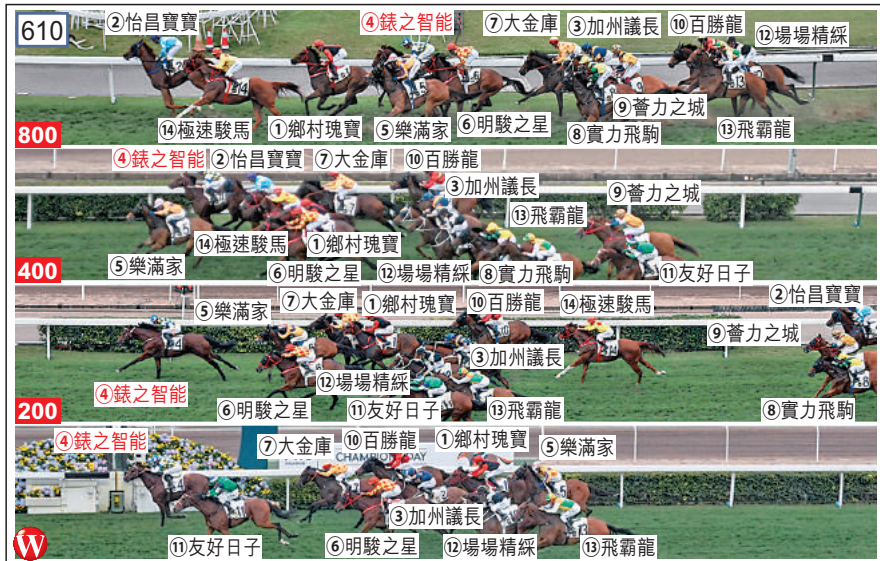 610 ②怡昌寶寶 ④錶之智能 ⑦大金庫 ③加州議長 ⑩百勝龍 ⑫場場精綵
⑨薈力之城
800 ⑭極速駿馬 ①鄉村瑰寶 ⑤樂滿家 ⑥明駿之星 ⑧實力飛駒 ⑬飛霸龍
④錶之智能 ②怡昌寶寶 ⑦大金庫 ⑩百勝龍
③加州議長 ⑨薈力之城
⑬飛霸龍
⑭極速駿馬 ①鄉村瑰寶
400 ⑤樂滿家 ⑥明駿之星 ⑫場場精綵 ⑧實力飛駒 ⑪友好日子
⑤樂滿家 ⑦大金庫 ①鄉村瑰寶 ⑩百勝龍 ⑭極速駿馬 ②怡昌寶寶
⑨薈力之城
③加州議長
④錶之智能 ⑫場場精綵
200 ⑥明駿之星 ⑪友好日子 ⑬飛霸龍 ⑧實力飛駒
④錶之智能 ⑦大金庫 ⑩百勝龍 ①鄉村瑰寶 ⑤樂滿家
CHAMPION DAY
③加州議長
W ⑪友好日子 ⑥明駿之星 ⑫場場精綵 ⑬飛霸龍